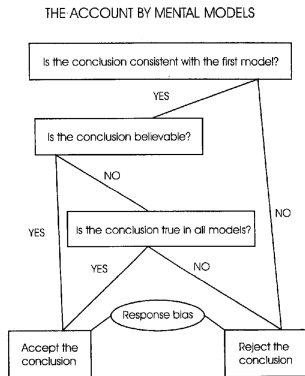 THE ACCOUNT BY MENTAL MODELS
Is the conclusion consistent with the first model?
YES
Is the conclusion believable?
NO
NO
YES
Is the conclusion true in all models?
YES
NO
Response bias
Accept the
conclusion
Reject the
conclusion